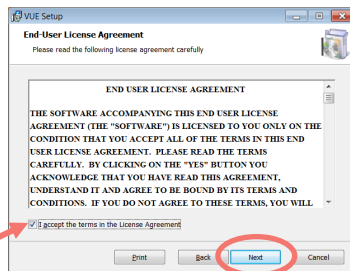 VUE Setup
End-User License Agreement
Please read the following license agreement carefully
END USER LICENSE AGREEMENT
THE SOFTWARE ACCOMPANYING THIS END USER LICENSE
AGREEMENT (THE "SOFTWARE") IS LICENSED TO YOU ONLY ON THE
CONDITION THAT YOU ACCEPT ALL OF THE TERMS IN THIS END
USER LICENSE AGREEMENT. PLEASE READ THE TERMS
CAREFULLY. BY CLICKING ON THE "YES" BUTTON YOU
ACKNOWLEDGE THAT YOU HAVE READ THIS AGREEMENT,
UNDERSTAND IT AND AGREE TO BE BOUND BY ITS TERMS AND
CONDITIONS. IF YOU DO NOT AGREE TO THESE TERMS, YOU WILL
I accept the terms in the License Agreement
Print Back Next Cancel